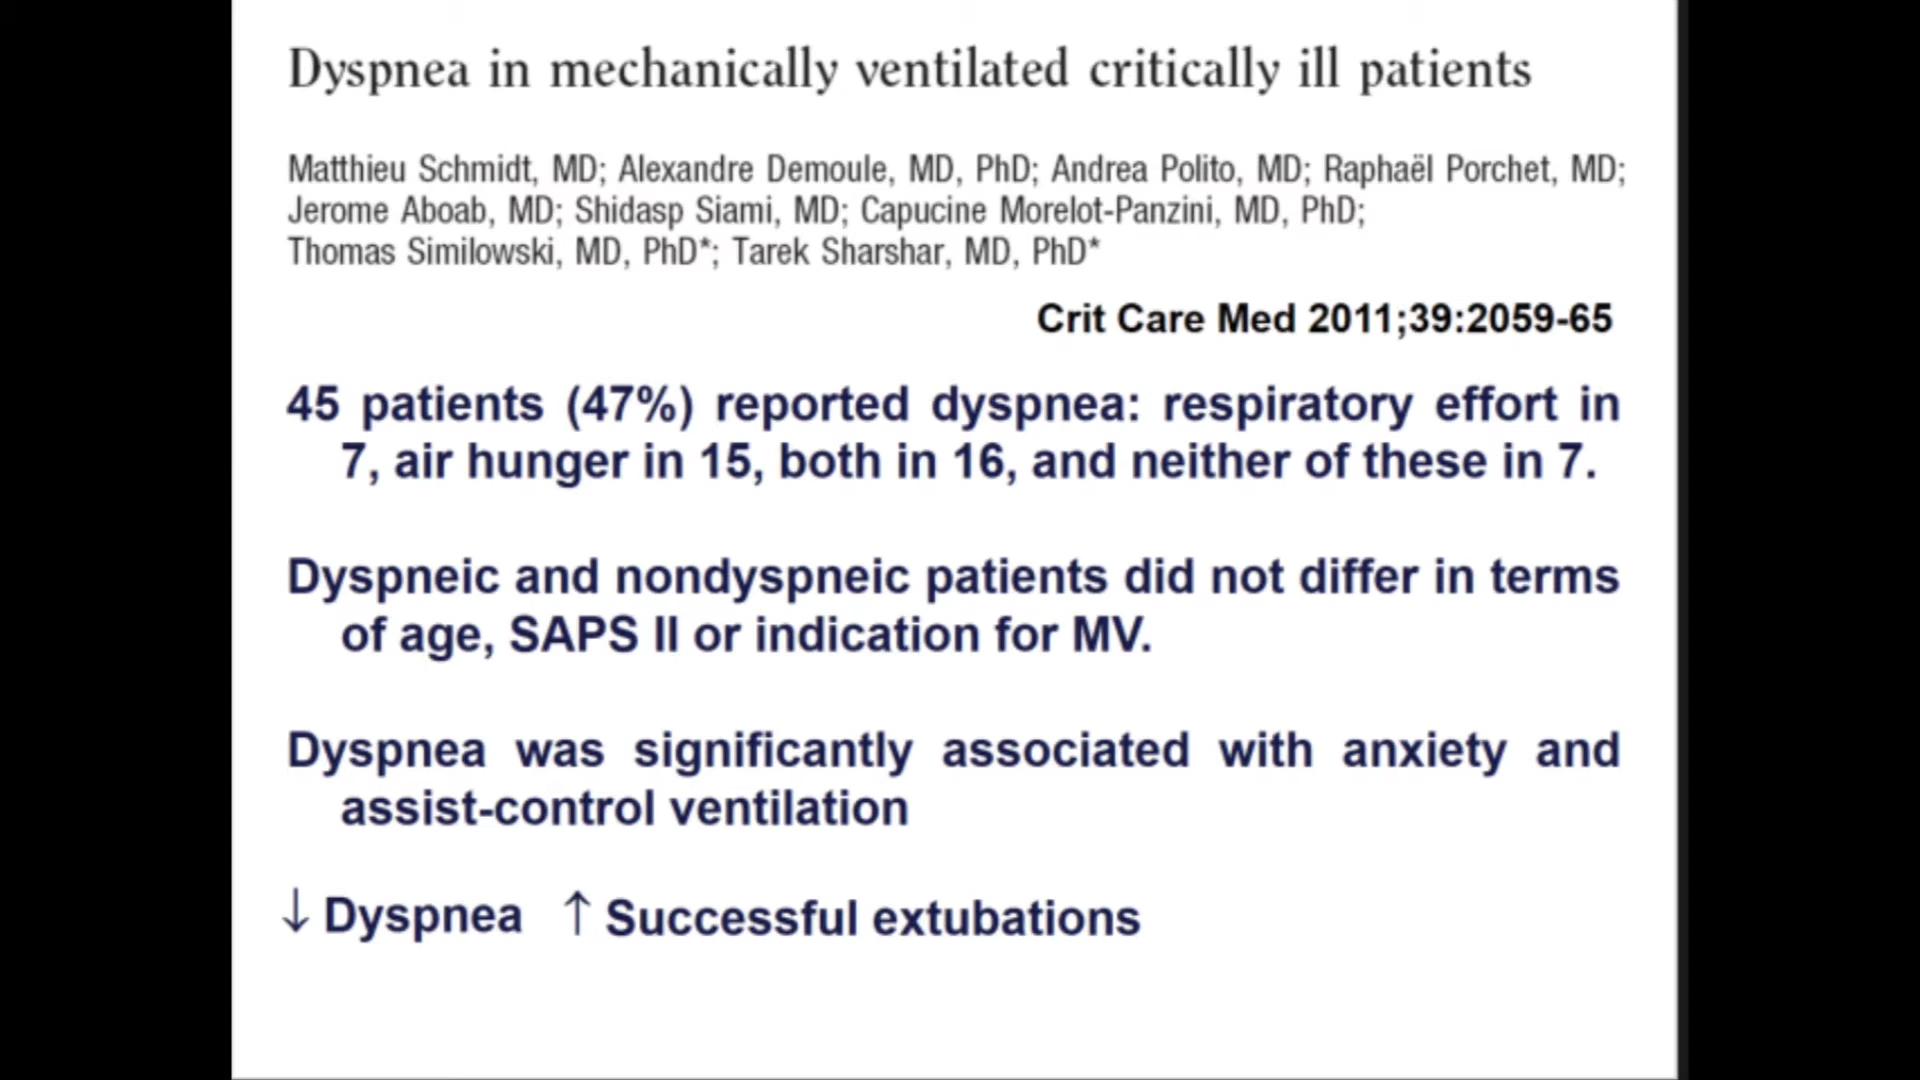 Dyspnea in mechanically ventilated critically ill patients
Matthieu Schmidt, MD; Alexandre Demoule, MD, PhD; Andrea Polito, MD; Raphaël Porchet, MD;
Jerome Aboab, MD; Shidasp Siami, MD; Capucine Morelot-Panzini, MD, PhD;
Thomas Similowski, MD, PhD*; Tarek Sharshar, MD, PhD*
Crit Care Med 2011;39:2059-65
45 patients (47%) reported dyspnea: respiratory effort in
7, air hunger in 15, both in 16, and neither of these in 7.
Dyspneic and nondyspneic patients did not differ in terms
of age, SAPS II or indication for MV.
Dyspnea was significantly associated with anxiety and
assist-control ventilation
↓ Dyspnea ↑ Successful extubations